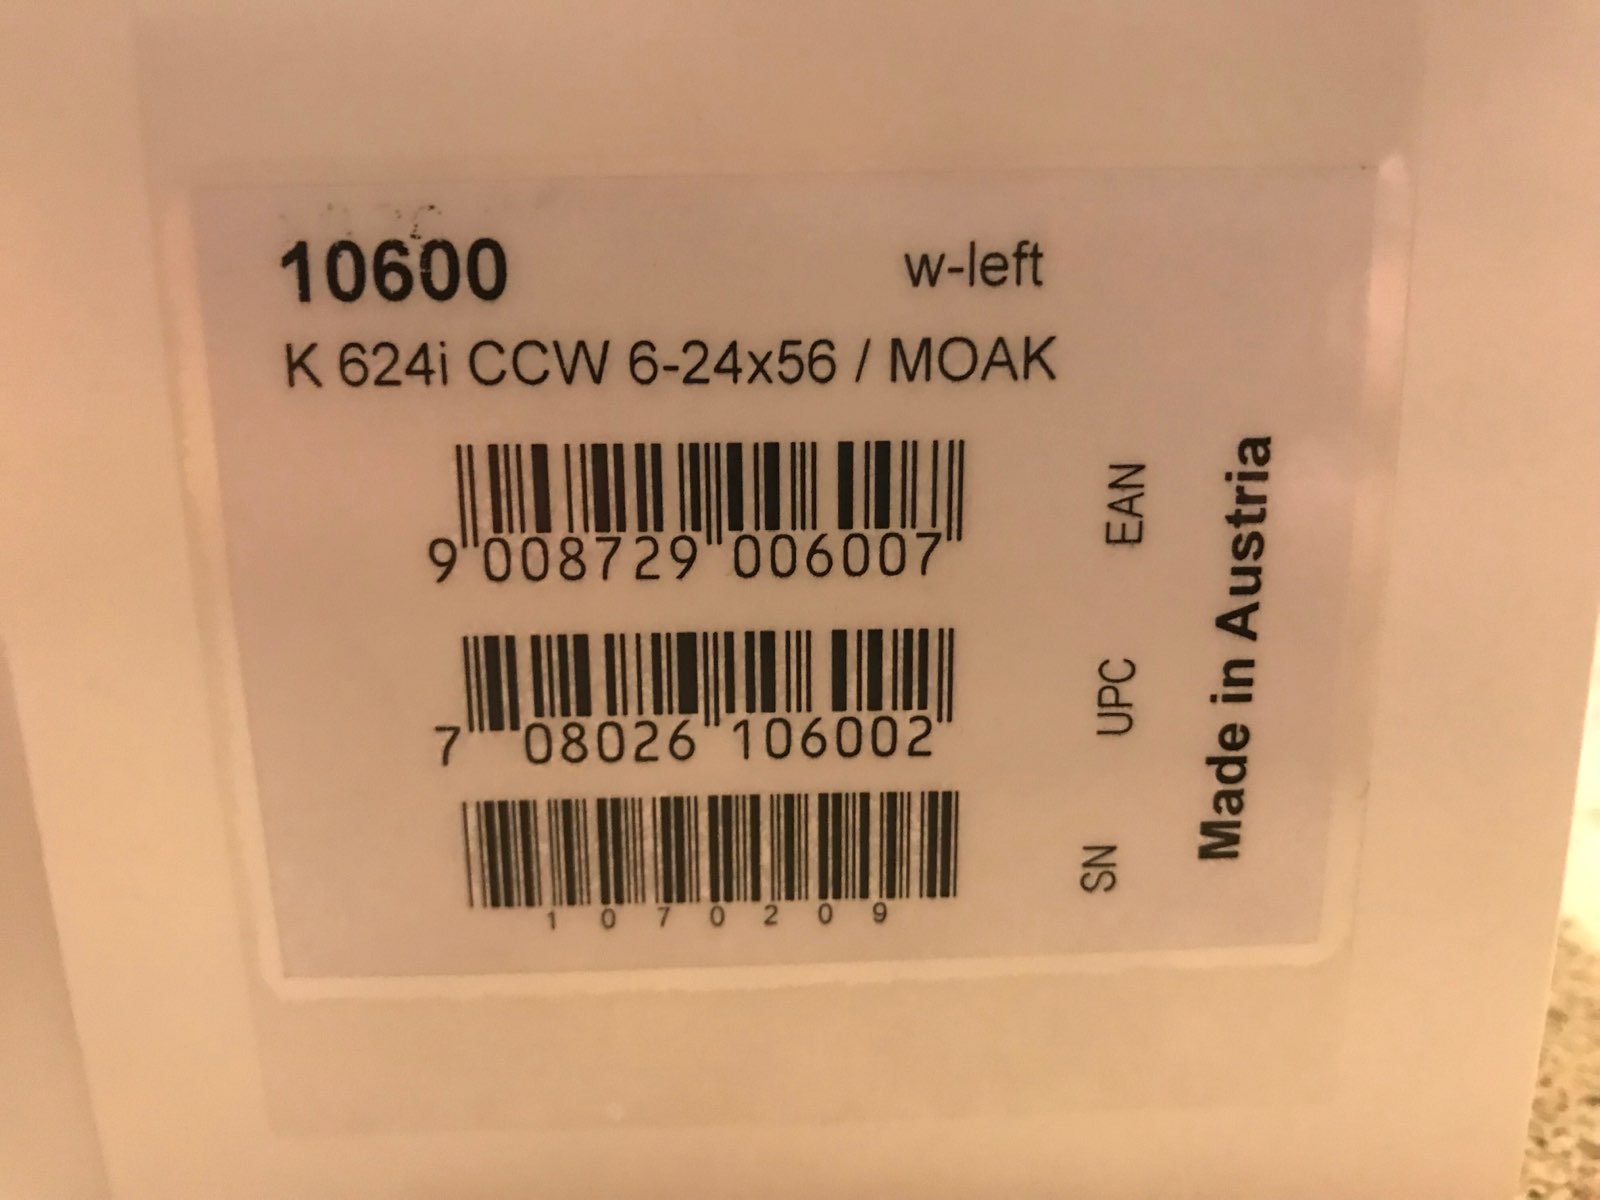 10600 w-left
K 624i CCW 6-24x56 / MOAK
9 008729 006007 EAN
7 08026 106002 UPC
1070209 SN
Made in Austria